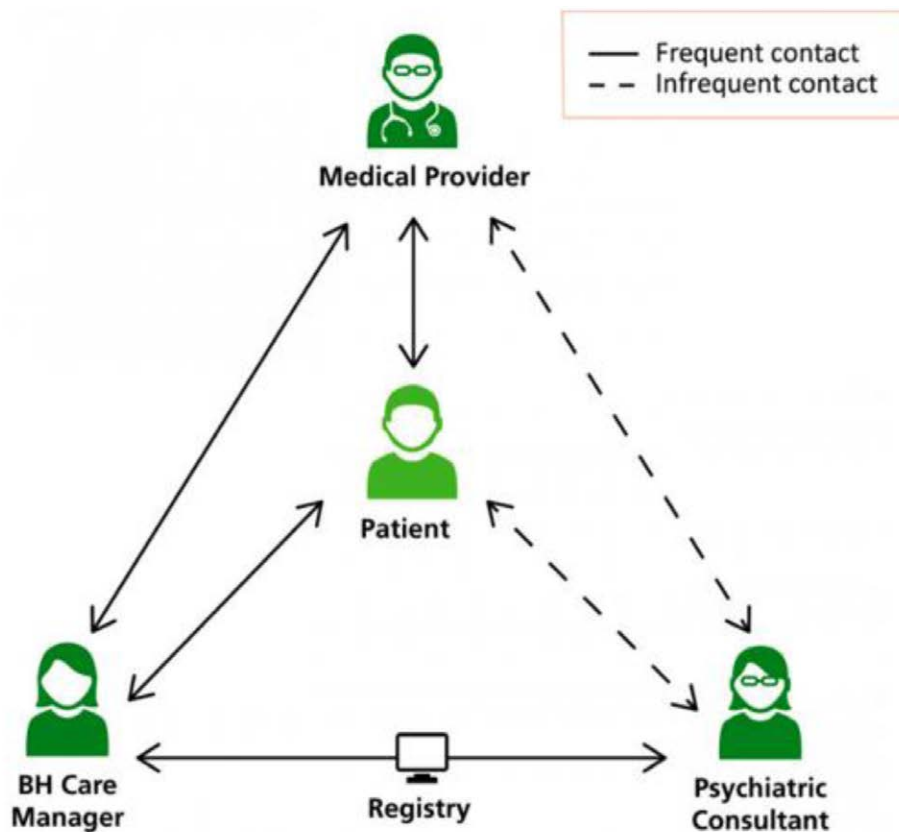 Frequent contact
Infrequent contact
Medical Provider
Patient
BH Care
Manager
Registry
Psychiatric
Consultant